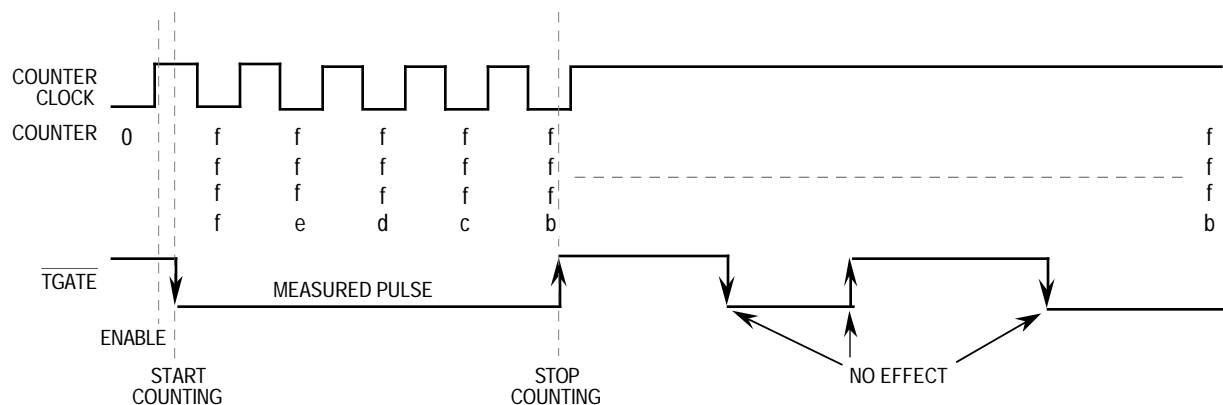 COUNTER
CLOCK
COUNTER 0 f f f f f f
f f f f f f
f f f f f f
f e d c b b
TGATE
MEASURED PULSE
ENABLE
START
COUNTING
STOP
COUNTING
NO EFFECT